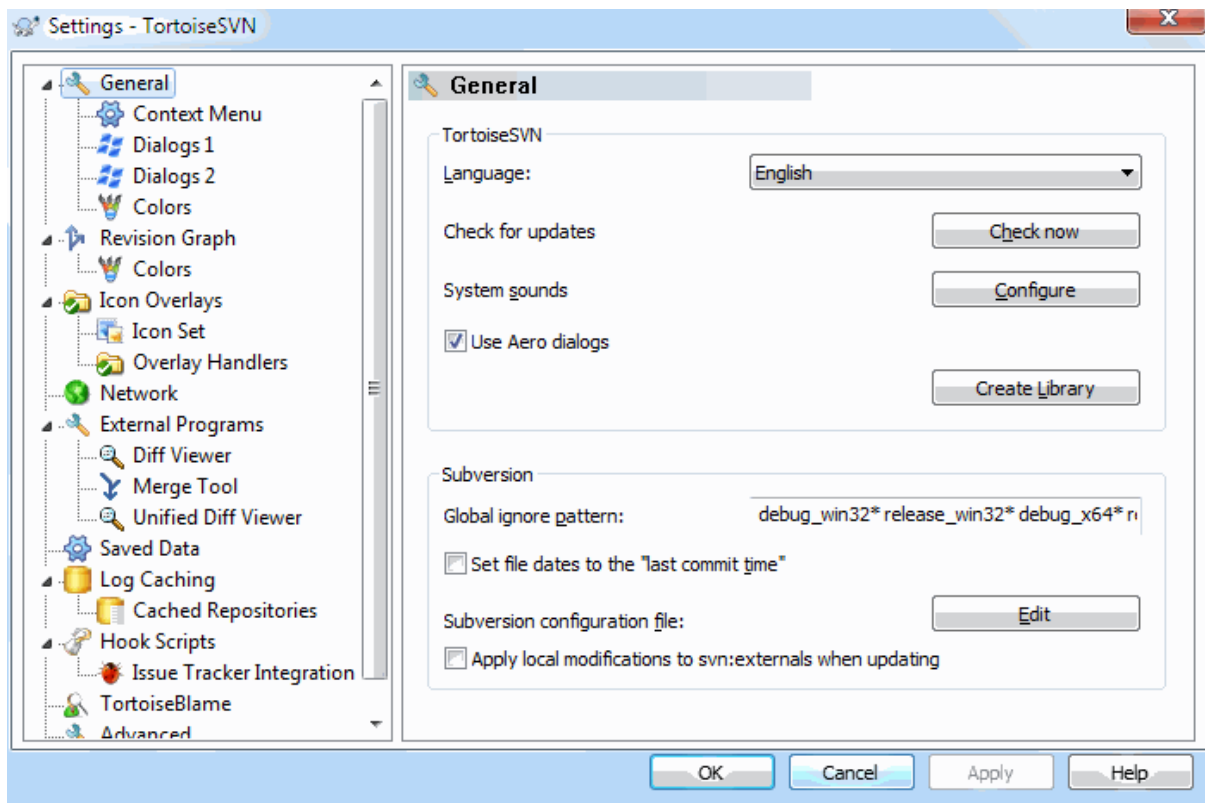 Settings - TortoiseSVN
General
Context Menu
Dialogs 1
Dialogs 2
Colors
Revision Graph
Colors
Icon Overlays
Icon Set
Overlay Handlers
Network
External Programs
Diff Viewer
Merge Tool
Unified Diff Viewer
Saved Data
Log Caching
Cached Repositories
Hook Scripts
Issue Tracker Integration
TortoiseBlame
Advanced
General
TortoiseSVN
Language: English
Check for updates Check now
System sounds Configure
Use Aero dialogs
Create Library
Subversion
Global ignore pattern: debug_win32* release_win32* debug_x64*
Set file dates to the "last commit time"
Subversion configuration file: Edit
Apply local modifications to svn:externals when updating
OK Cancel Apply Help